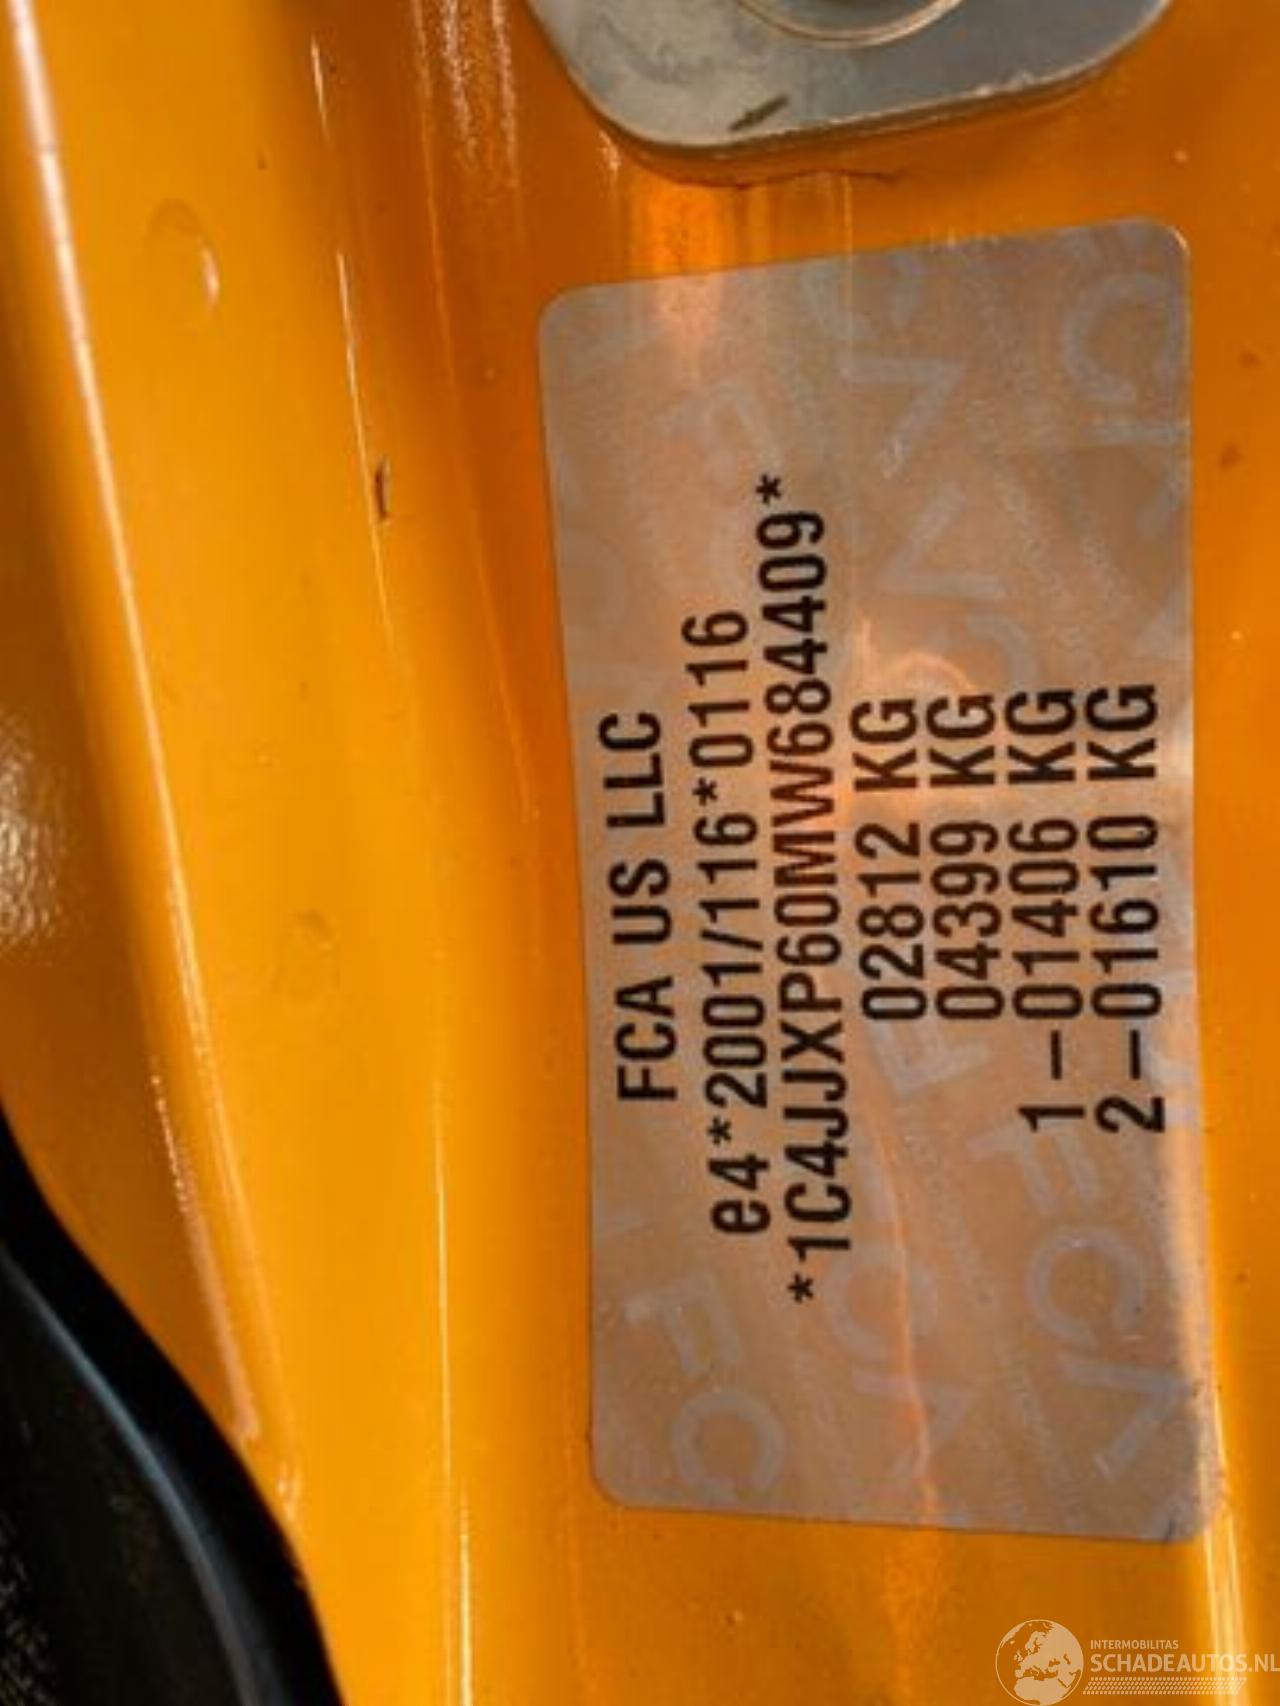 FCA US LLC
e4*2001/116*0116
*1C4JJXP60MW684409*
02812 KG
04399 KG
1-01406 KG
2-01610 KG
INTERMOBILITAS
SCHADEAUTOS.NL